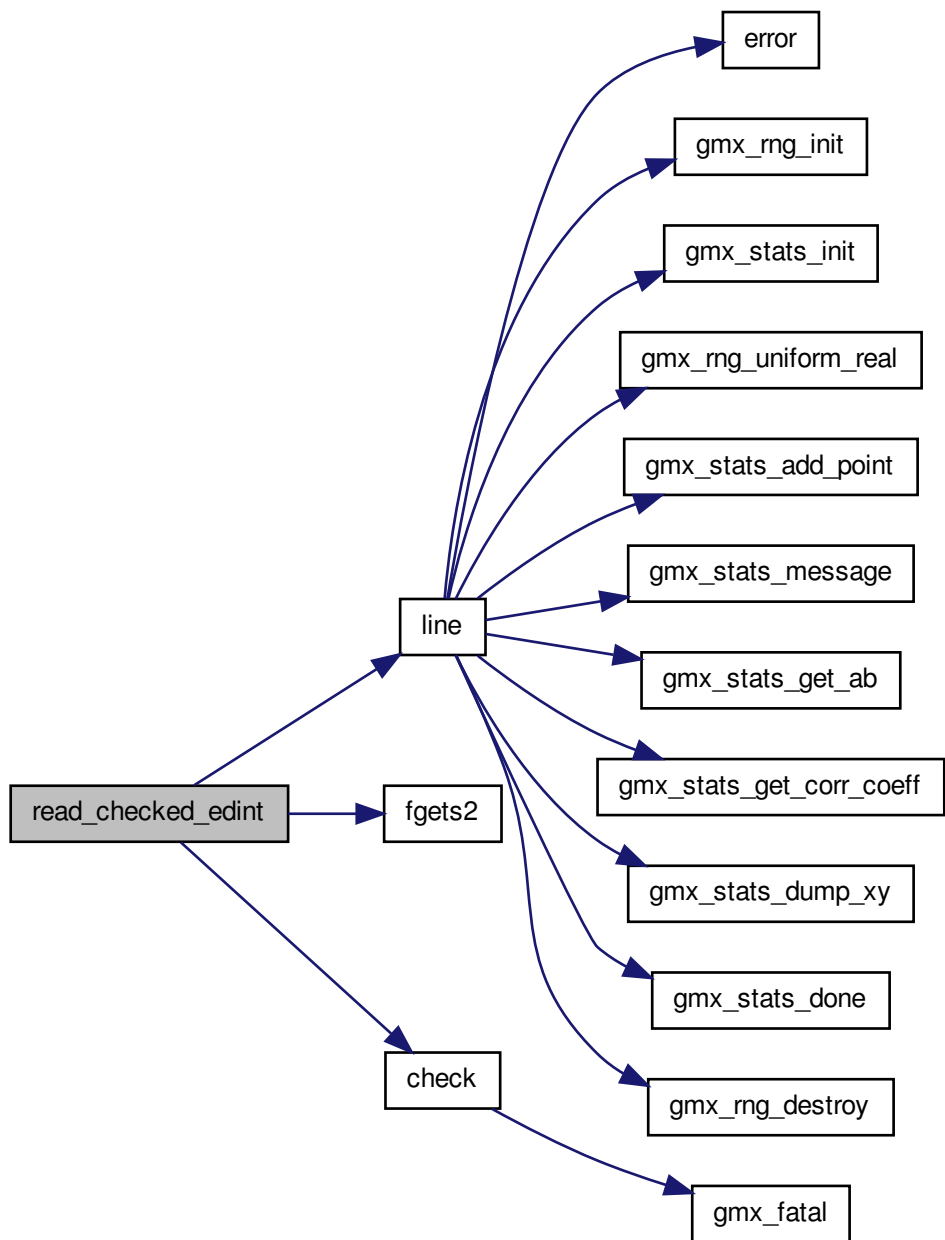 error
gmx_rng_init
gmx_stats_init
gmx_rng_uniform_real
gmx_stats_add_point
gmx_stats_message
line
gmx_stats_get_ab
gmx_stats_get_corr_coeff
read_checked_edint
fgets2
gmx_stats_dump_xy
gmx_stats_done
check
gmx_rng_destroy
gmx_fatal